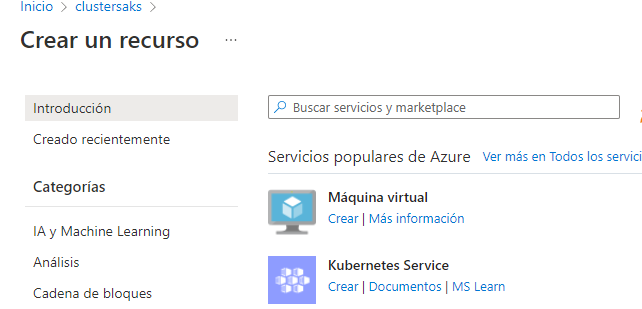 Inicio > clustersaks >
Crear un recurso ...
Introducción
Creado recientemente
Categorías
IA y Machine Learning
Análisis
Cadena de bloques
Buscar servicios y marketplace
Servicios populares de Azure Ver más en Todos los
Máquina virtual
Crear | Más información
Kubernetes Service
Crear | Documentos | MS Learn